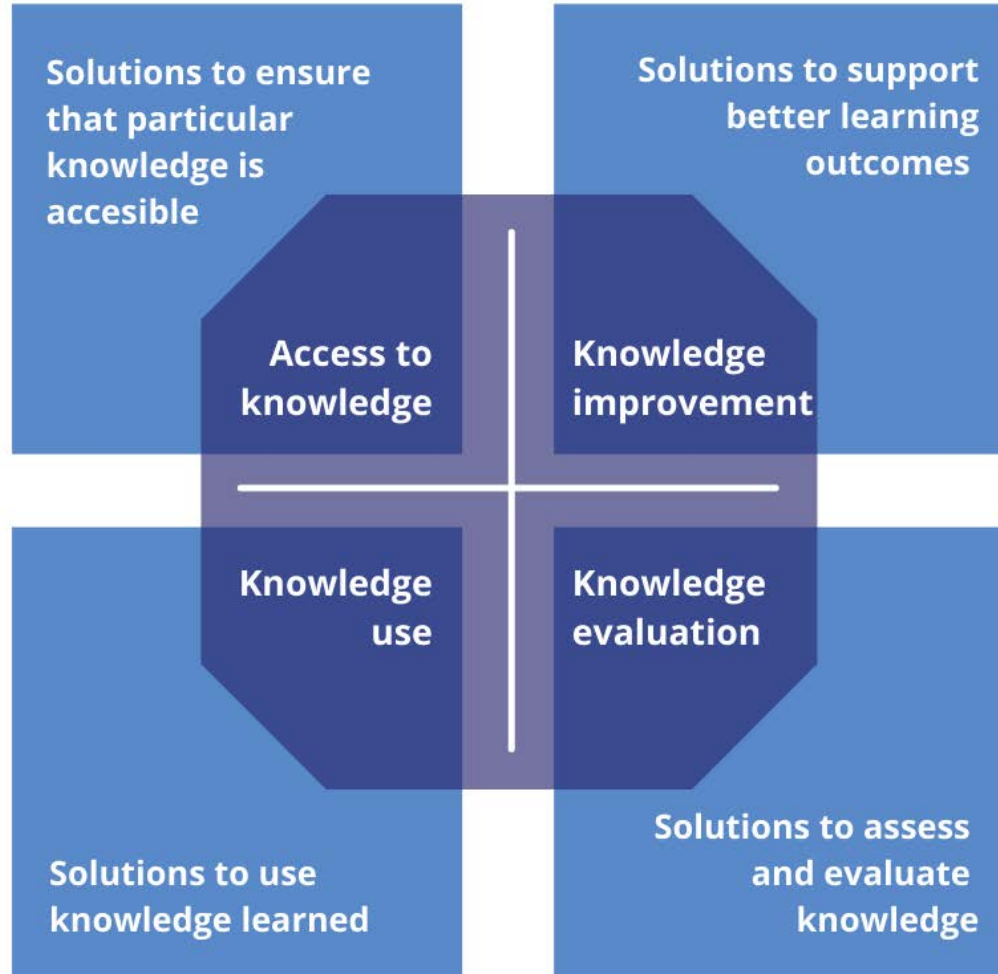 Solutions to ensure
that particular
knowledge is
accesible
Solutions to support
better learning
outcomes
Access to
knowledge
Knowledge
improvement
Knowledge
use
Knowledge
evaluation
Solutions to use
knowledge learned
Solutions to assess
and evaluate
knowledge